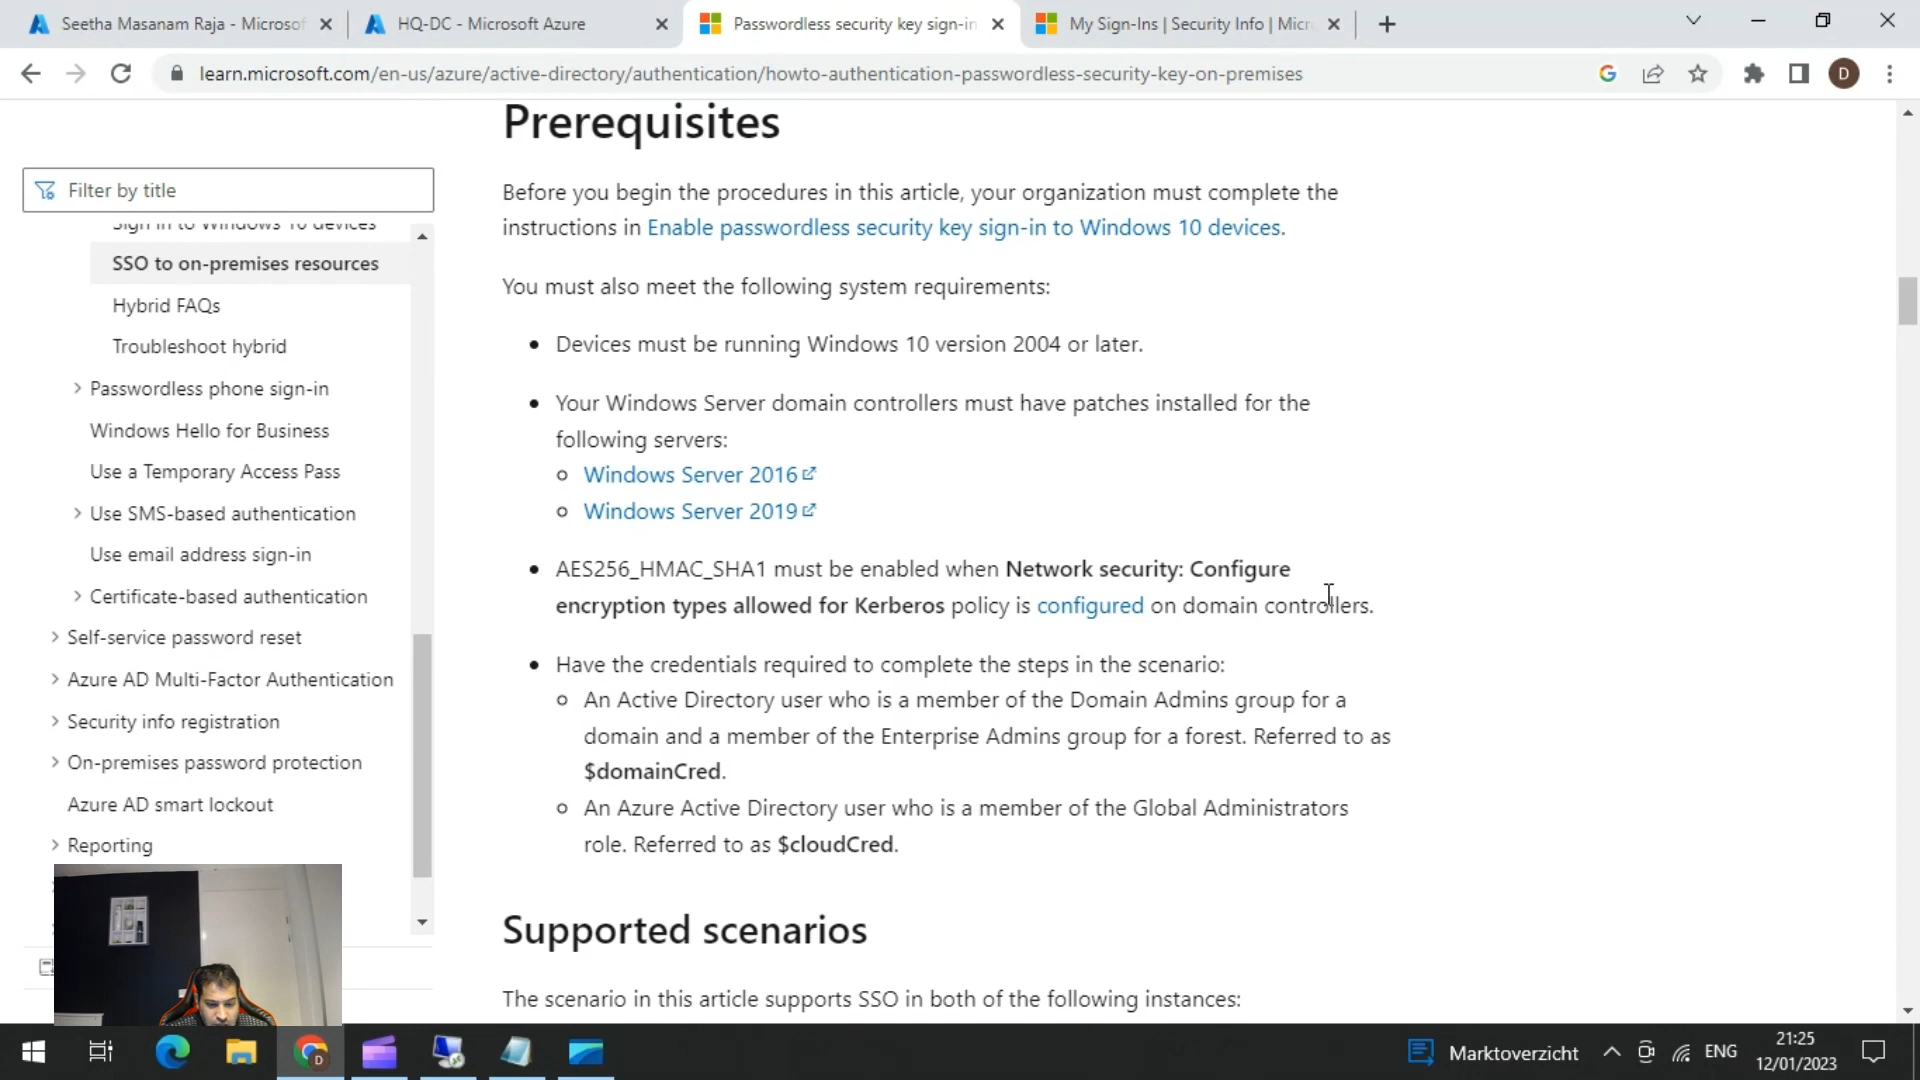 Seetha Masanam Raja - Microsof
HQ-DC - Microsoft Azure
Passwordless security key sign-in
My Sign-Ins | Security Info | Micr
learn.microsoft.com/en-us/azure/active-directory/authentication/howto-authentication-passwordless-security-key-on-premises
D
Filter by title
Sign in to Windows 10 devices
SSO to on-premises resources
Hybrid FAQs
Troubleshoot hybrid
Passwordless phone sign-in
Windows Hello for Business
Use a Temporary Access Pass
Use SMS-based authentication
Use email address sign-in
Certificate-based authentication
Self-service password reset
Azure AD Multi-Factor Authentication
Security info registration
On-premises password protection
Azure AD smart lockout
Reporting
Prerequisites
Before you begin the procedures in this article, your organization must complete the
instructions in Enable passwordless security key sign-in to Windows 10 devices.
You must also meet the following system requirements:
Devices must be running Windows 10 version 2004 or later.
Your Windows Server domain controllers must have patches installed for the
following servers:
Windows Server 2016
Windows Server 2019
AES256_HMAC_SHA1 must be enabled when Network security: Configure
encryption types allowed for Kerberos policy is configured on domain controllers.
Have the credentials required to complete the steps in the scenario:
An Active Directory user who is a member of the Domain Admins group for a
domain and a member of the Enterprise Admins group for a forest. Referred to as
$domainCred.
An Azure Active Directory user who is a member of the Global Administrators
role. Referred to as $cloudCred.
Supported scenarios
The scenario in this article supports SSO in both of the following instances:
D
Marktoverzicht
ENG
21:25
12/01/2023